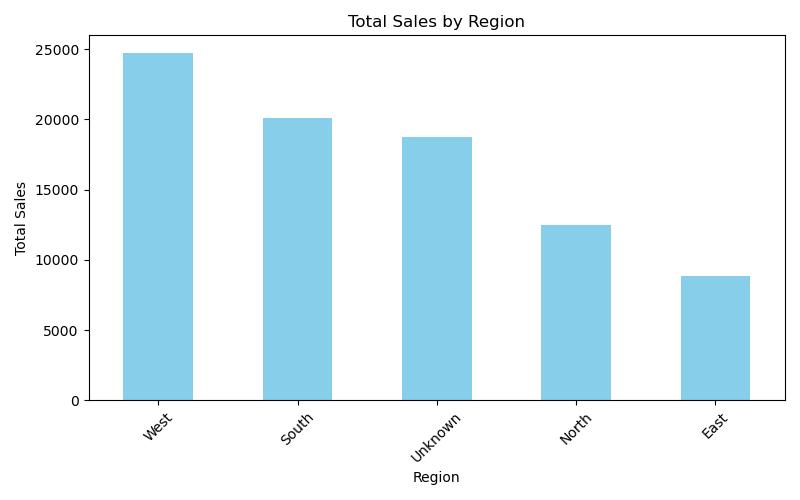 Total Sales by Region
Total Sales
25000
20000
15000
10000
5000
0
West
South
Unknown
North
East
Region